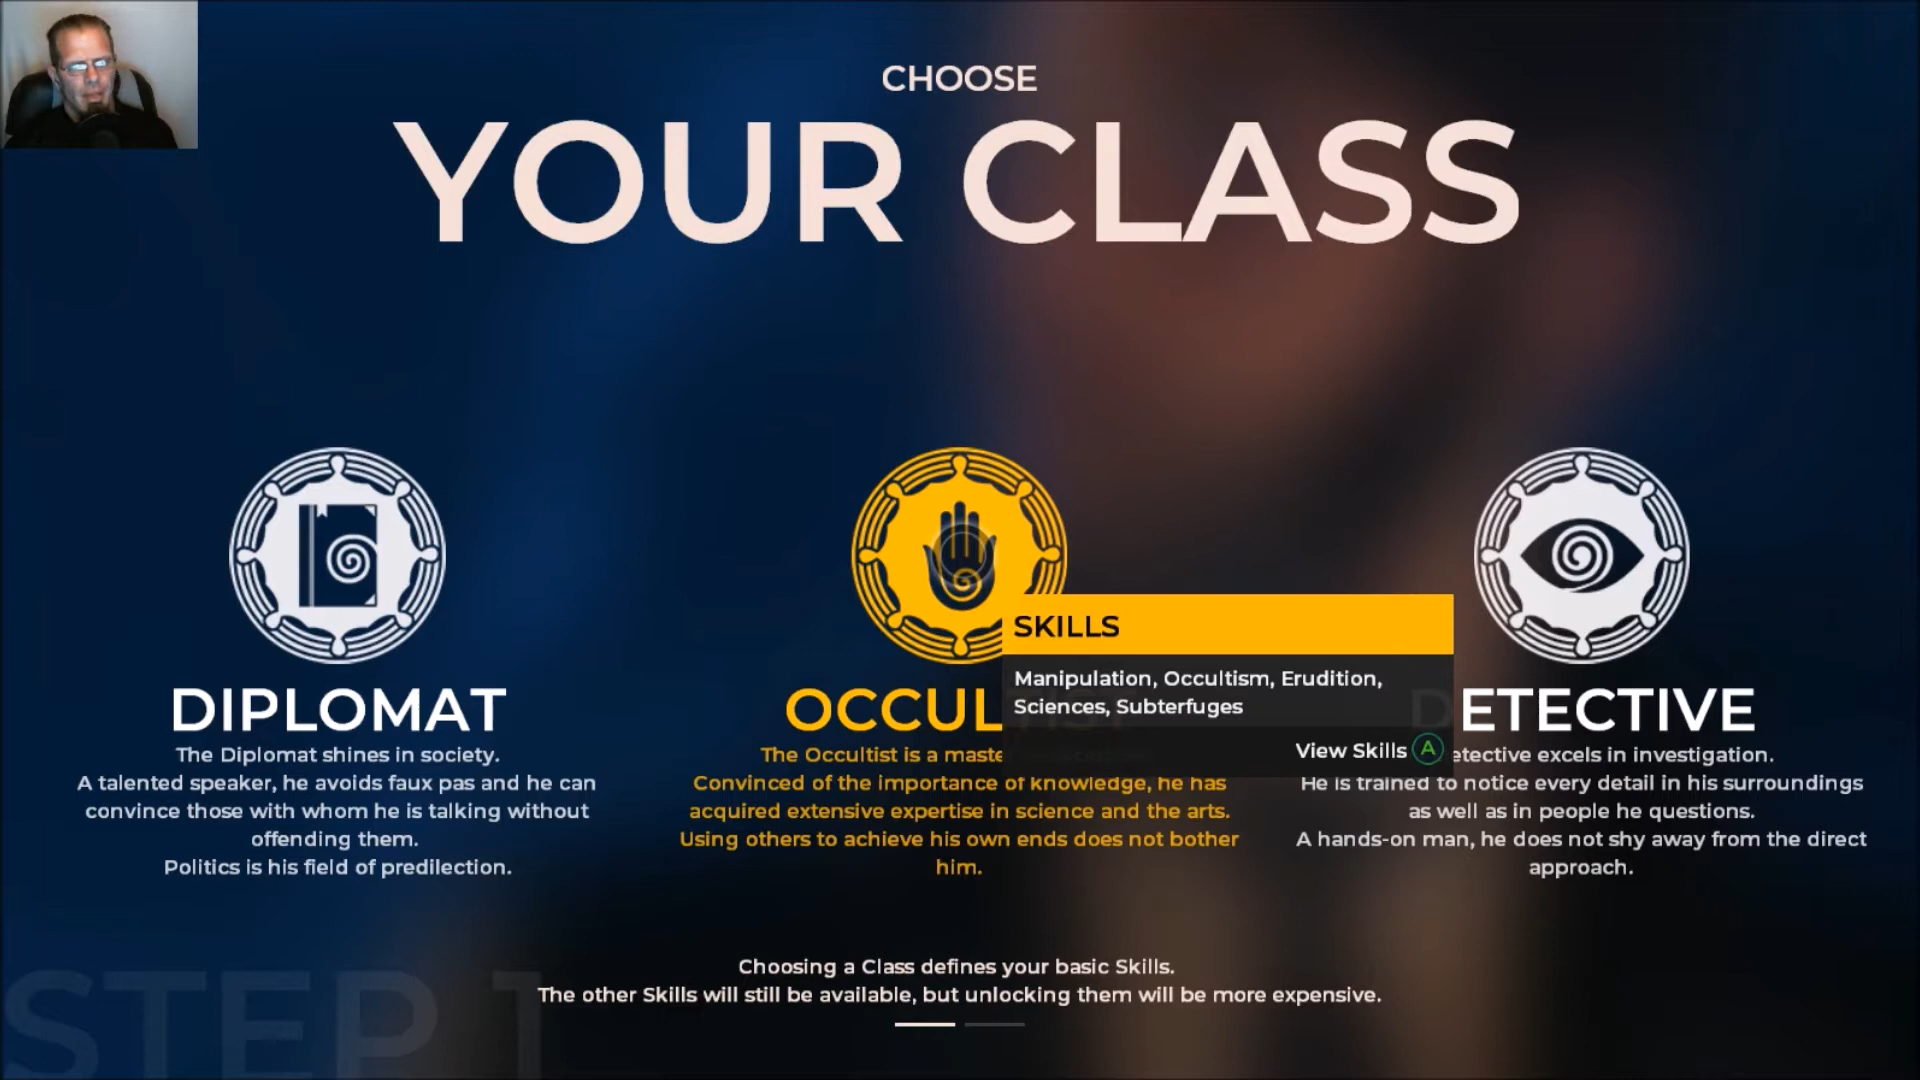 CHOOSE
YOUR CLASS
DIPLOMAT
The Diplomat shines in society.
A talented speaker, he avoids faux pas and he can
convince those with whom he is talking without
offending them.
Politics is his field of predilection.
OCCULTIST
The Occultist is a maste
Convinced of the importance of knowledge, he has
acquired extensive expertise in science and the arts.
Using others to achieve his own ends does not bother
him.
SKILLS
Manipulation, Occultism, Erudition,
Sciences, Subterfuges
View Skills A
DETECTIVE
etective excels in investigation.
He is trained to notice every detail in his surroundings
as well as in people he questions.
A hands-on man, he does not shy away from the direct
approach.
Choosing a Class defines your basic Skills.
The other Skills will still be available, but unlocking them will be more expensive.
STEP 1